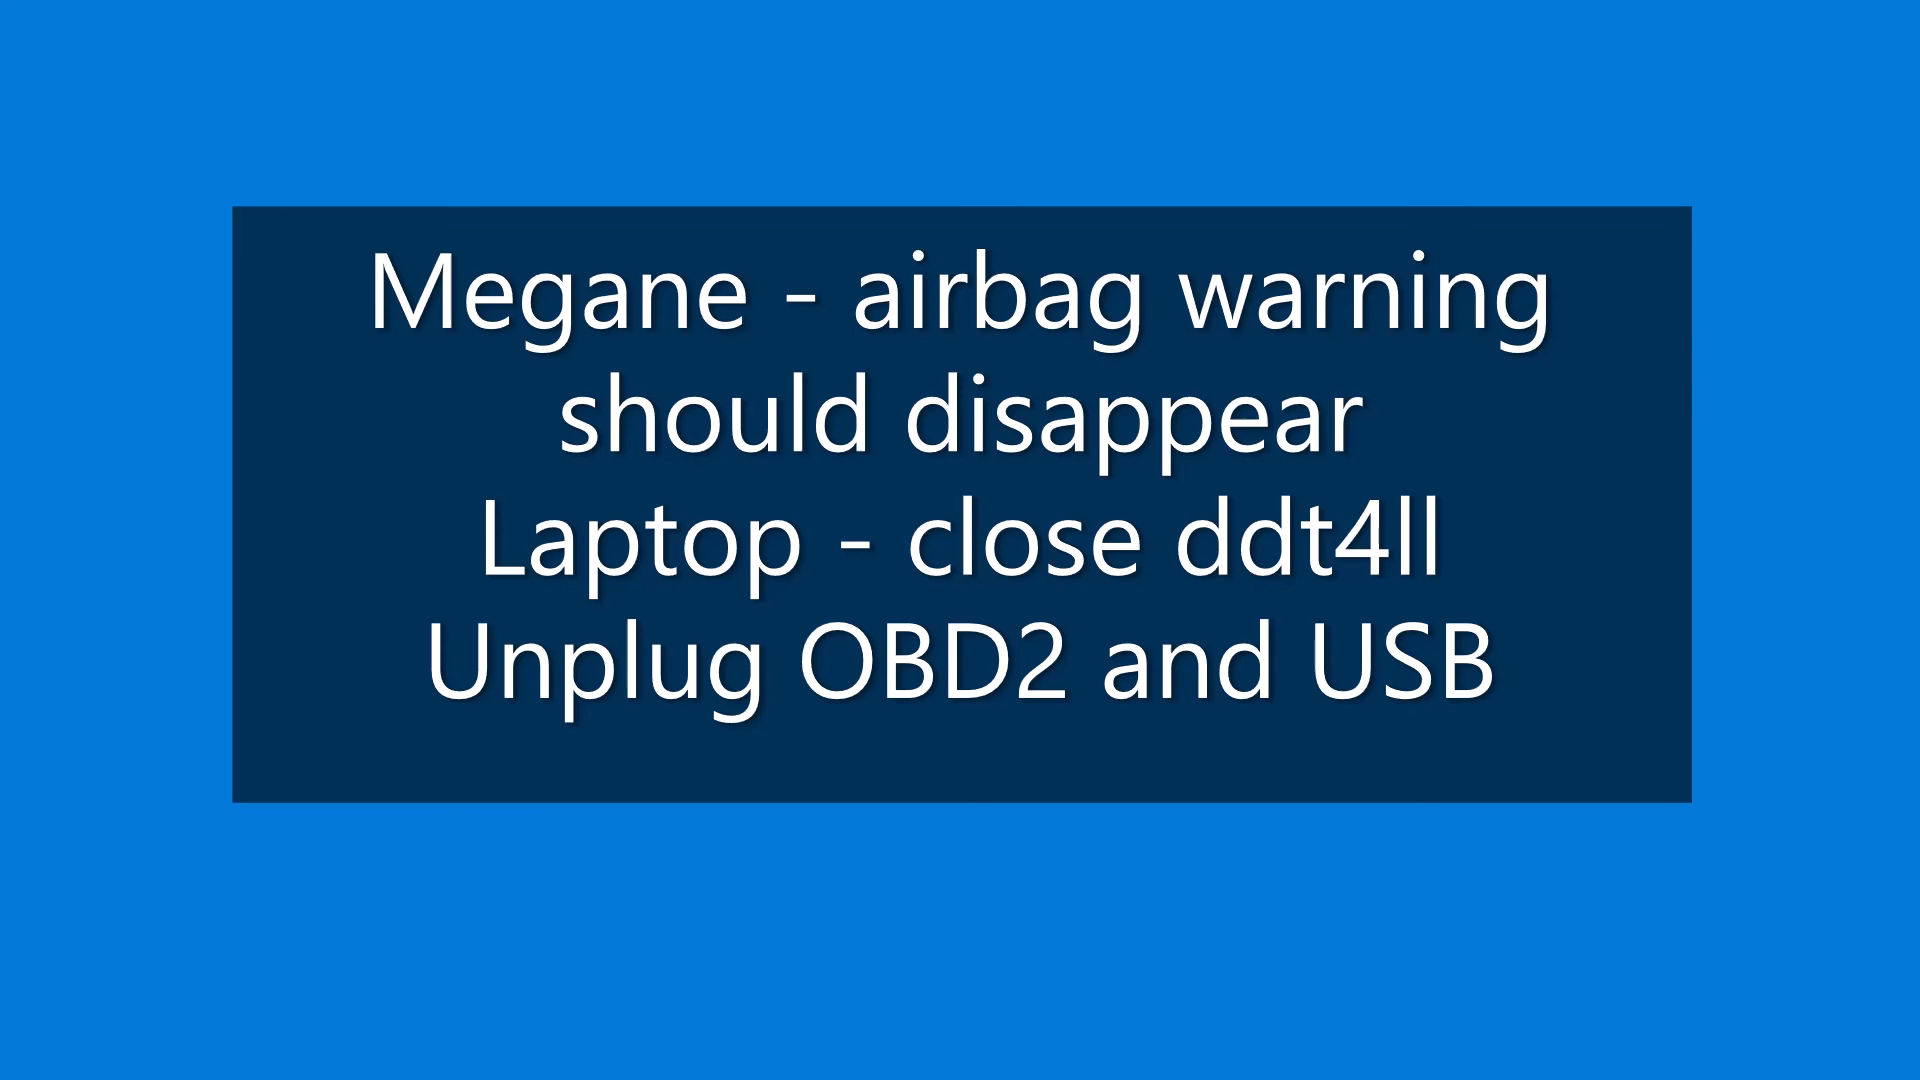 Megane - airbag warning
should disappear
Laptop - close ddt4ll
Unplug OBD2 and USB